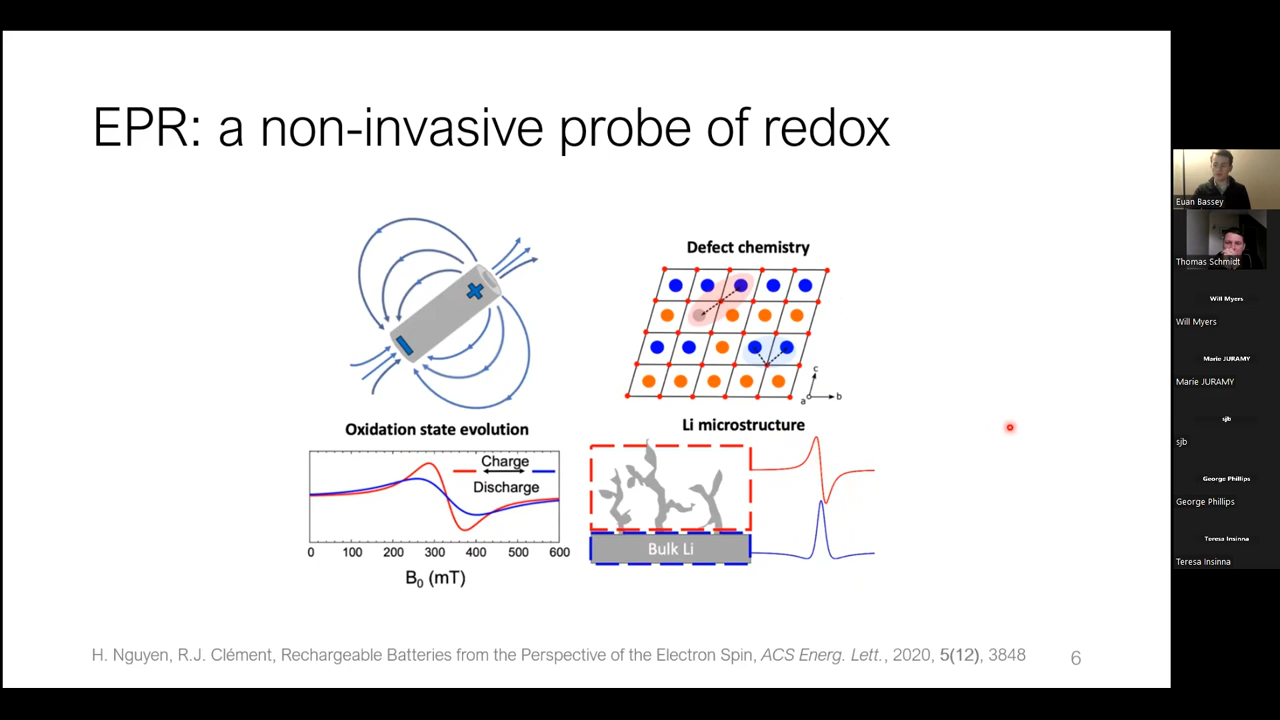 EPR: a non-invasive probe of redox
Defect chemistry
c
a
b
Oxidation state evolution
Charge
Discharge
0 100 200 300 400 500 600
B₀ (mT)
Li microstructure
Bulk Li
H. Nguyen, R.J. Clément, Rechargeable Batteries from the Perspective of the Electron Spin, ACS Energ. Lett., 2020, 5(12), 3848
6
Euan Bassey
Thomas Schmidt
Will Myers
Will Myers
Marie JURAMY
Marie JURAMY
sjb
sjb
George Phillips
George Phillips
Teresa Insinna
Teresa Insinna